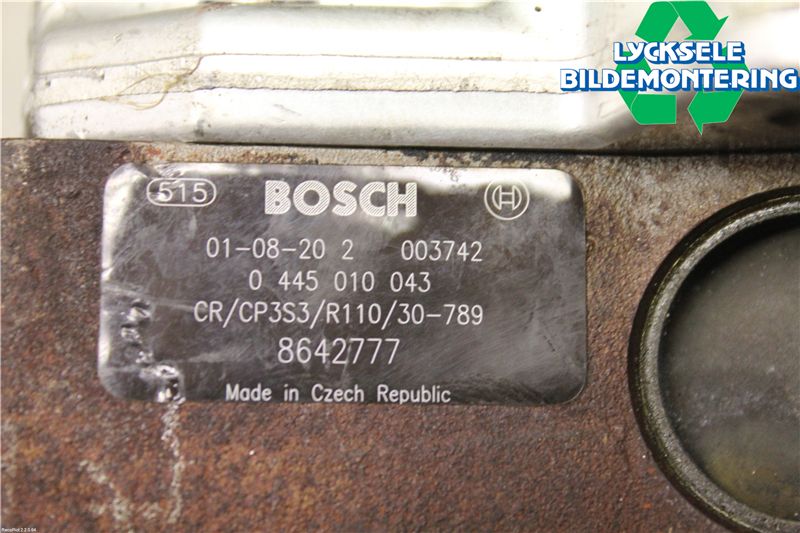 LYCKSELE
BILDEMONTERING
515 BOSCH
01-08-20 2 003742
0 445 010 043
CR/CP3S3/R110/30-789
8642777
Made in Czech Republic